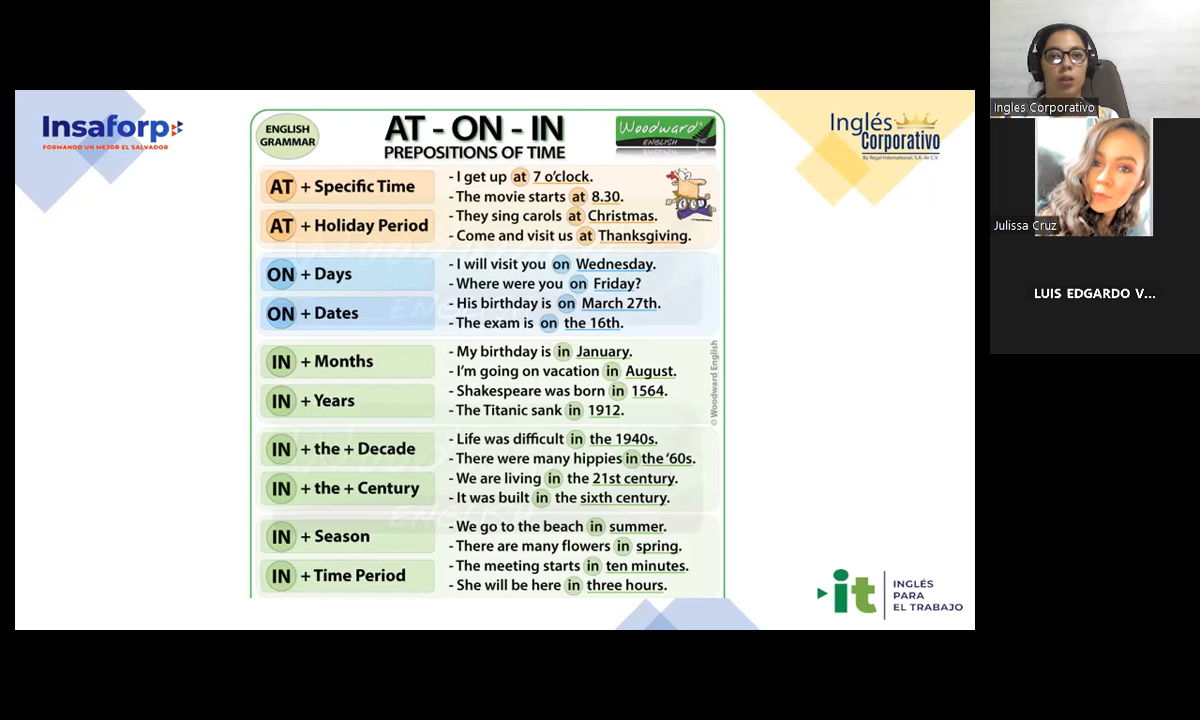 Insaforp
FORMANDO UN MEJOR EL SALVADOR
ENGLISH
GRAMMAR
AT - ON - IN
PREPOSITIONS OF TIME
Woodward
ENGLISH
Inglés
Corporativo
By Regal International, S.A. de C.V.
AT + Specific Time
- I get up at 7 o'clock.
- The movie starts at 8.30.
AT + Holiday Period
- They sing carols at Christmas.
- Come and visit us at Thanksgiving.
ON + Days
- I will visit you on Wednesday.
- Where were you on Friday?
ON + Dates
- His birthday is on March 27th.
- The exam is on the 16th.
IN + Months
- My birthday is in January.
- I'm going on vacation in August.
IN + Years
- Shakespeare was born in 1564.
- The Titanic sank in 1912.
© Woodward English
IN + the + Decade
- Life was difficult in the 1940s.
- There were many hippies in the '60s.
IN + the + Century
- We are living in the 21st century.
- It was built in the sixth century.
IN + Season
- We go to the beach in summer.
- There are many flowers in spring.
IN + Time Period
- The meeting starts in ten minutes.
- She will be here in three hours.
it
INGLÉS
PARA
EL TRABAJO
Ingles Corporativo
Julissa Cruz
LUIS EDGARDO V...